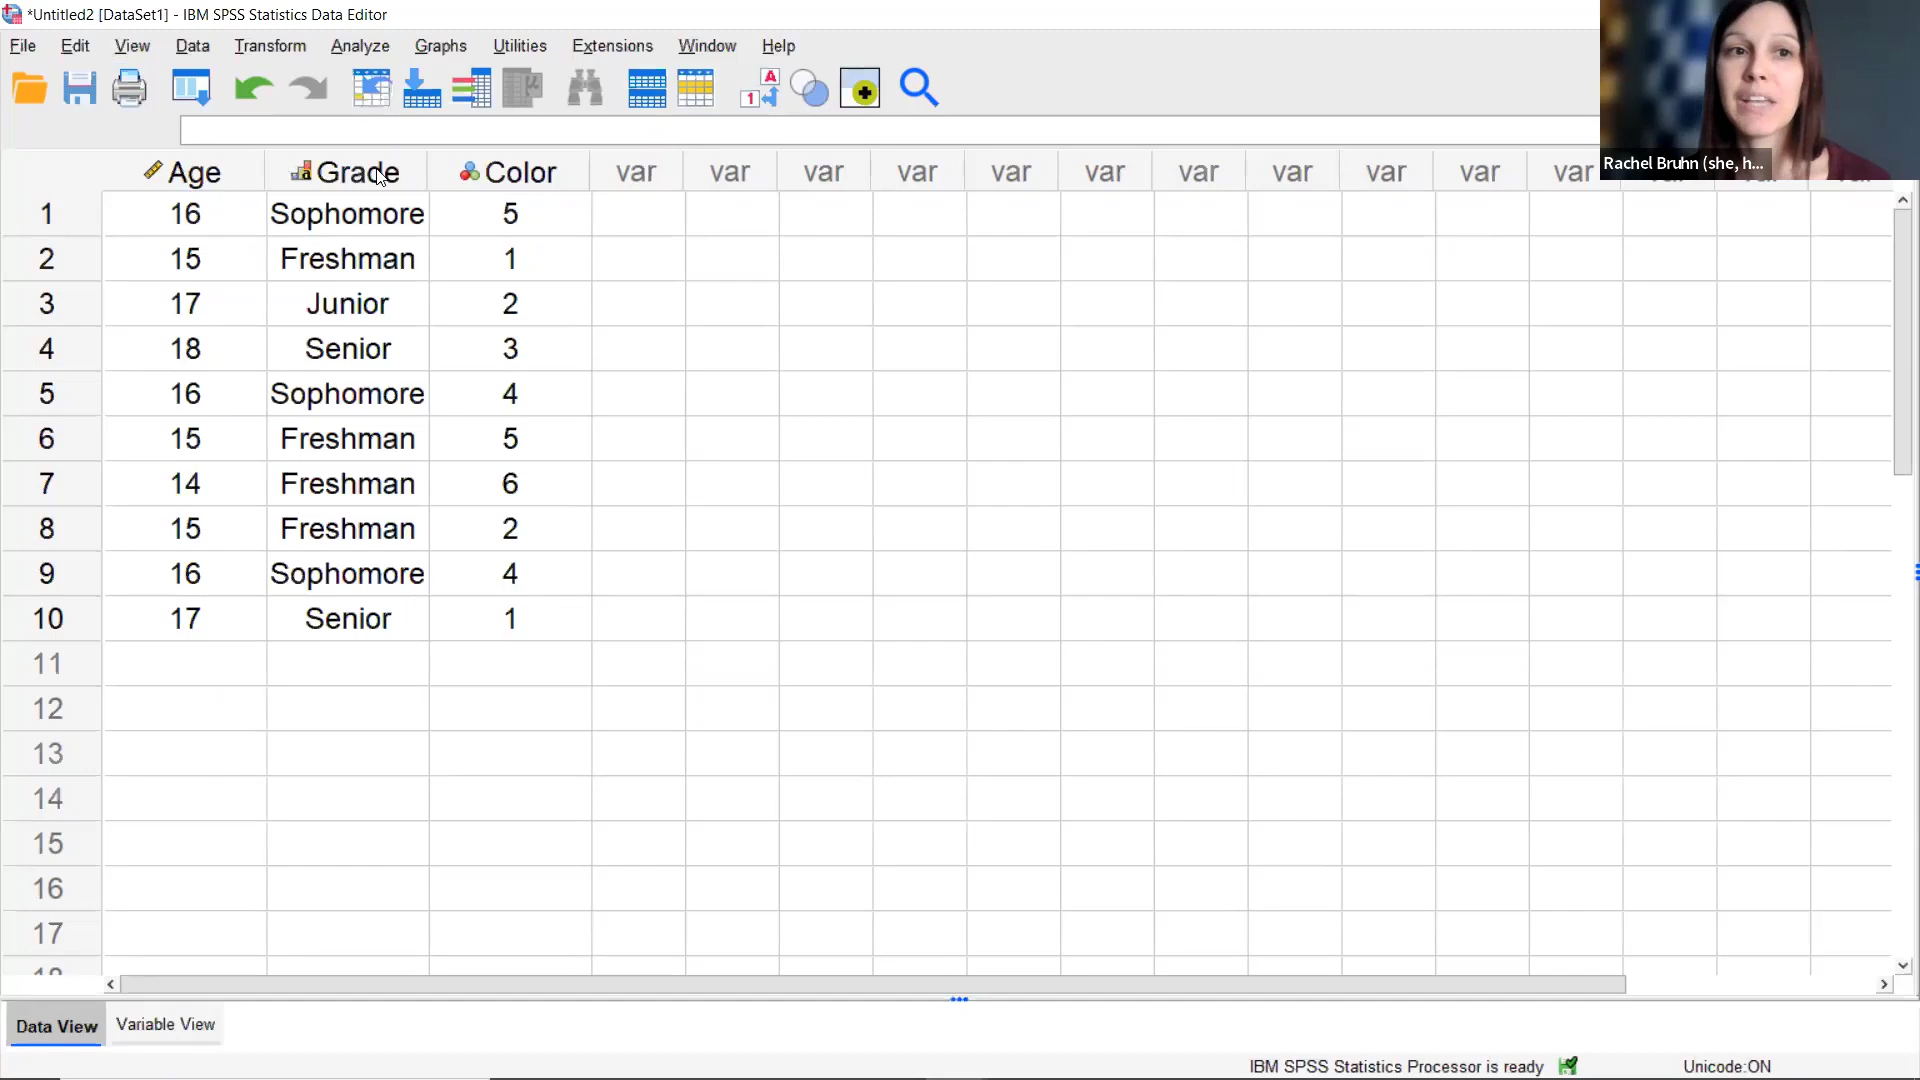 *Untitled2 [DataSet1] - IBM SPSS Statistics Data Editor
File Edit View Data Transform Analyze Graphs Utilities Extensions Window Help
A
1
Rachel Bruhn (she, h...
Age Grade Color var var var var var var var var var var var
1 16 Sophomore 5
2 15 Freshman 1
3 17 Junior 2
4 18 Senior 3
5 16 Sophomore 4
6 15 Freshman 5
7 14 Freshman 6
8 15 Freshman 2
9 16 Sophomore 4
10 17 Senior 1
11
12
13
14
15
16
17
Data View Variable View
IBM SPSS Statistics Processor is ready Unicode:ON